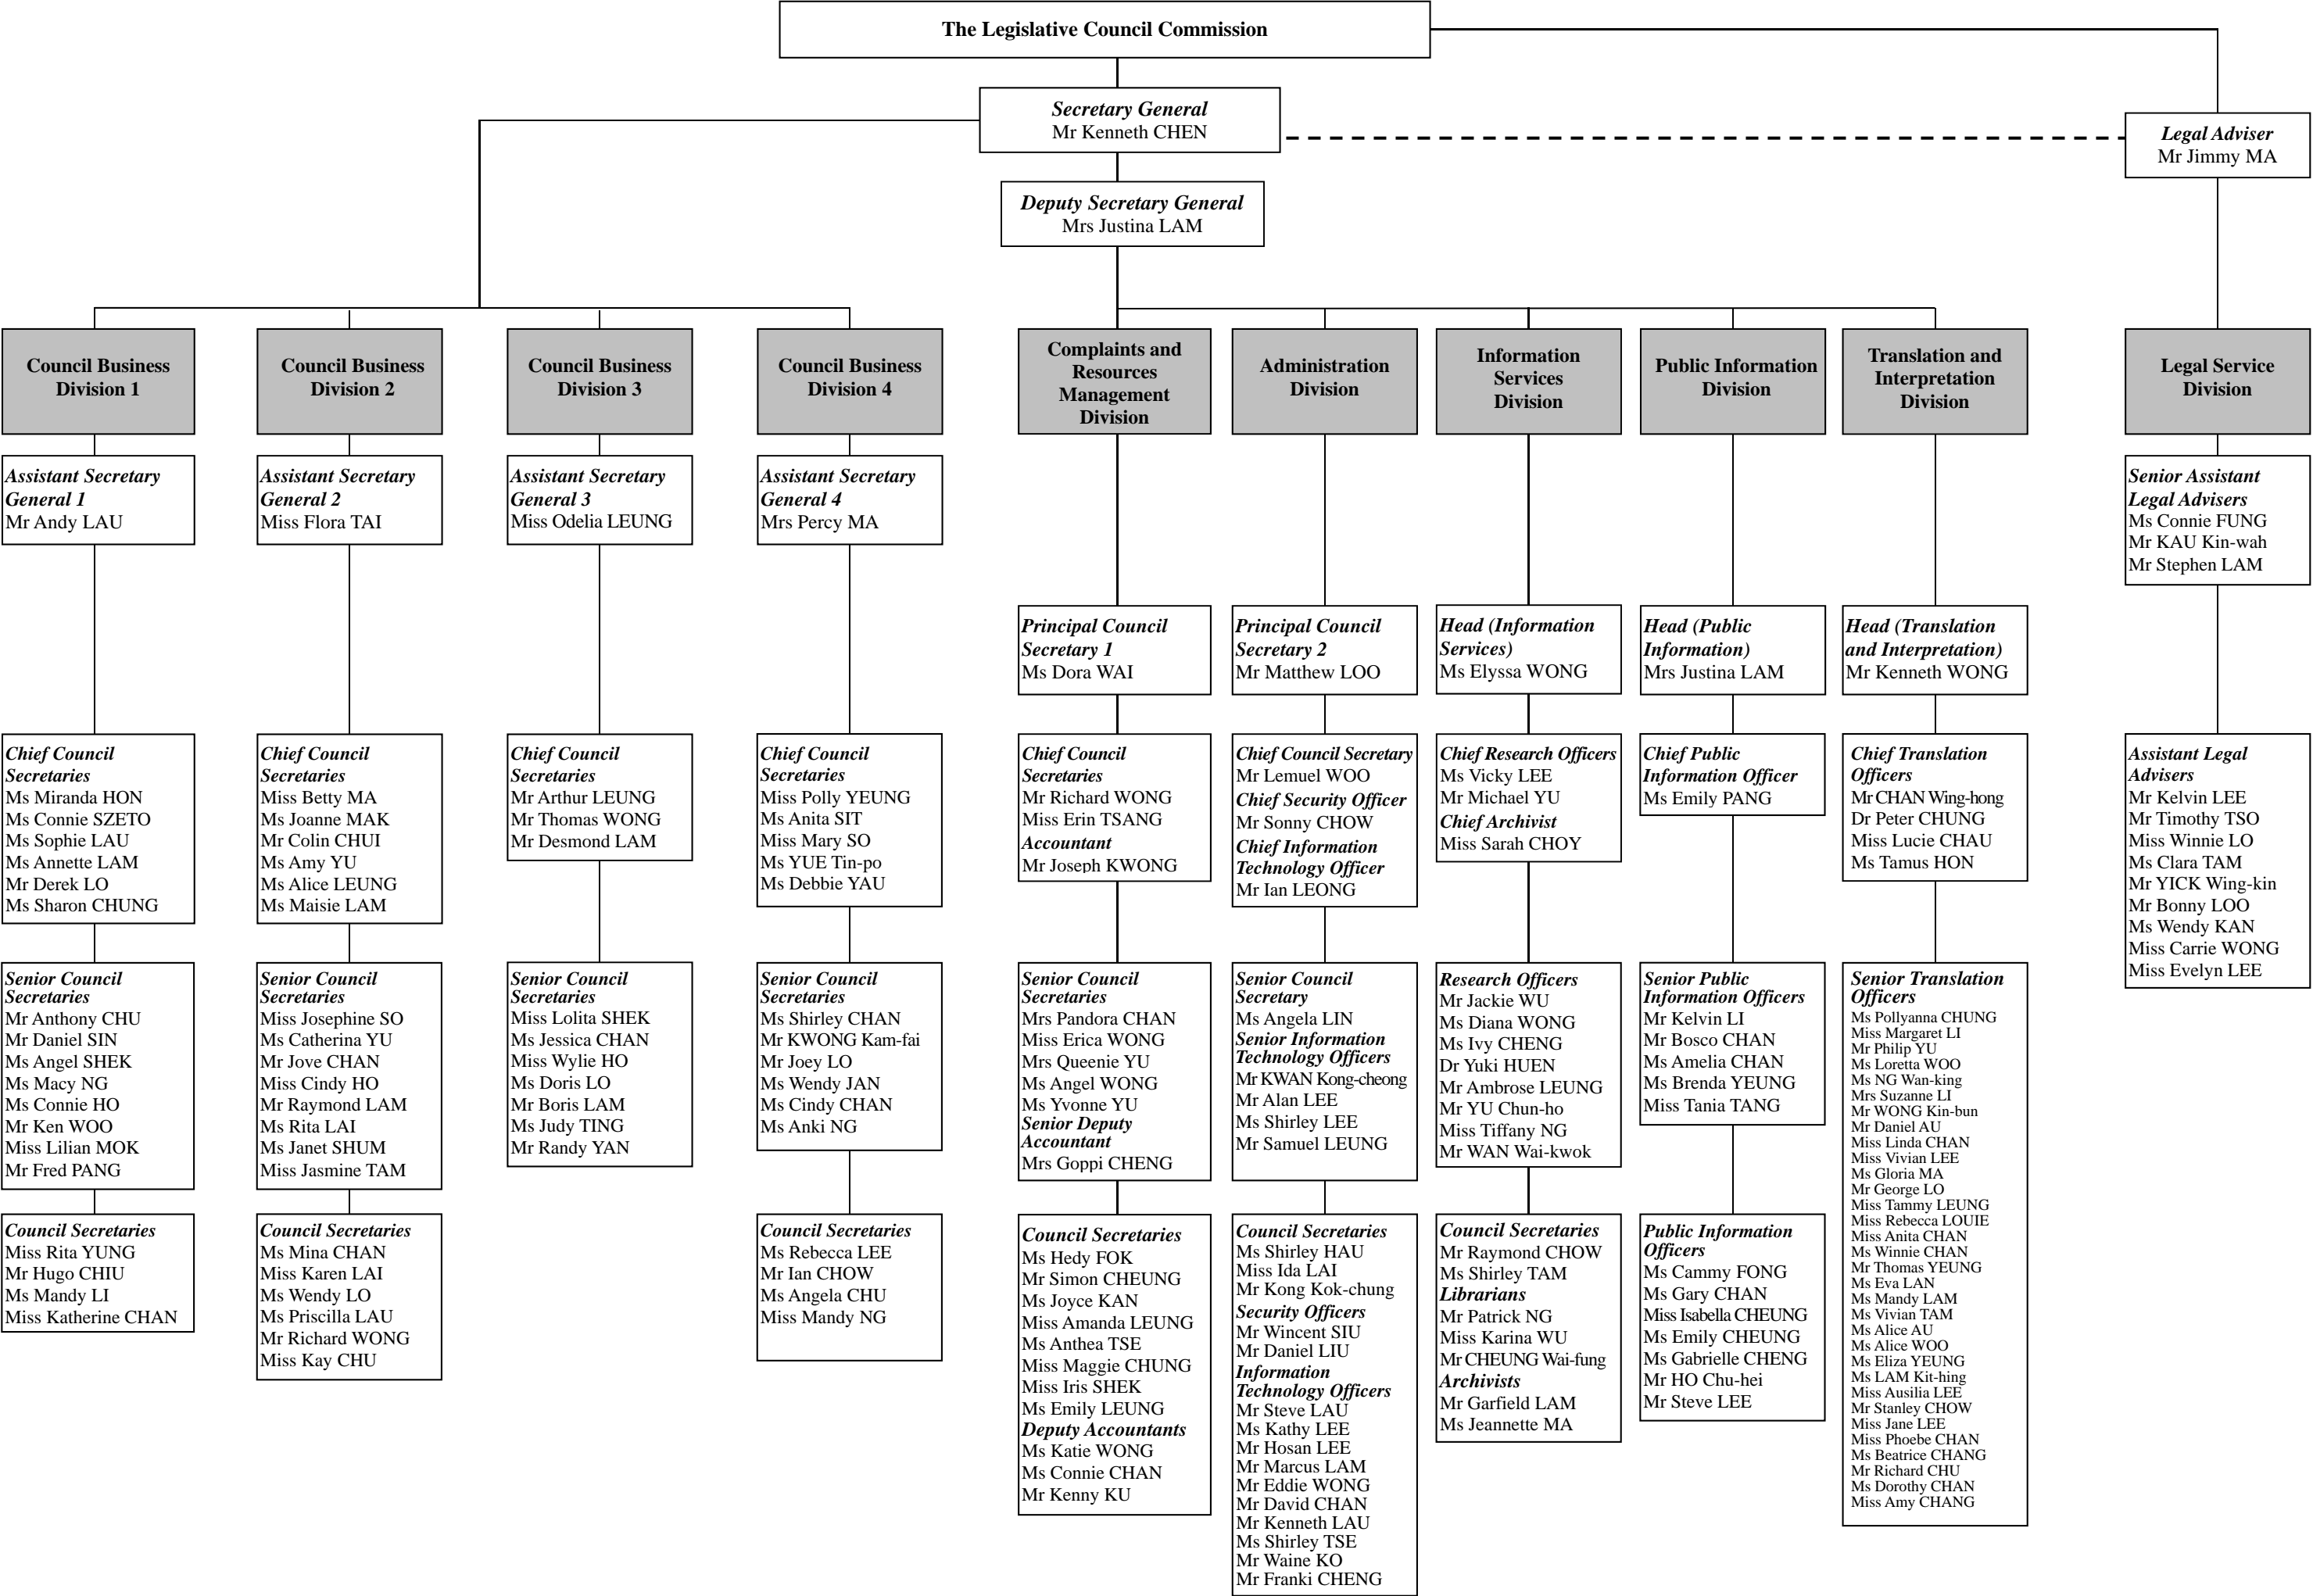 The Legislative Council Commission
Secretary General
Mr Kenneth CHEN
Legal Adviser
Mr Jimmy MA
Deputy Secretary General
Mrs Justina LAM
Council Business
Division 1
Assistant Secretary
General 1
Mr Andy LAU
Chief Council
Secretaries
Ms Miranda HON
Ms Connie SZETO
Ms Sophie LAU
Ms Annette LAM
Mr Derek LO
Ms Sharon CHUNG
Senior Council
Secretaries
Mr Anthony CHU
Mr Daniel SIN
Ms Angel SHEK
Ms Macy NG
Ms Connie HO
Mr Ken WOO
Miss Lilian MOK
Mr Fred PANG
Council Secretaries
Miss Rita YUNG
Mr Hugo CHIU
Ms Mandy LI
Miss Katherine CHAN
Council Business
Division 2
Assistant Secretary
General 2
Miss Flora TAI
Chief Council
Secretaries
Miss Betty MA
Ms Joanne MAK
Mr Colin CHUI
Ms Amy YU
Ms Alice LEUNG
Ms Maisie LAM
Senior Council
Secretaries
Miss Josephine SO
Ms Catherina YU
Mr Jove CHAN
Miss Cindy HO
Mr Raymond LAM
Ms Rita LAI
Ms Janet SHUM
Miss Jasmine TAM
Council Secretaries
Ms Mina CHAN
Miss Karen LAI
Ms Wendy LO
Ms Priscilla LAU
Mr Richard WONG
Miss Kay CHU
Council Business
Division 3
Assistant Secretary
General 3
Miss Odelia LEUNG
Chief Council
Secretaries
Mr Arthur LEUNG
Mr Thomas WONG
Mr Desmond LAM
Senior Council
Secretaries
Miss Lolita SHEK
Ms Jessica CHAN
Miss Wylie HO
Ms Doris LO
Mr Boris LAM
Ms Judy TING
Mr Randy YAN
Council Business
Division 4
Assistant Secretary
General 4
Mrs Percy MA
Chief Council
Secretaries
Miss Polly YEUNG
Ms Anita SIT
Miss Mary SO
Ms YUE Tin-po
Ms Debbie YAU
Senior Council
Secretaries
Ms Shirley CHAN
Mr KWONG Kam-fai
Mr Joey LO
Ms Wendy JAN
Ms Cindy CHAN
Ms Anki NG
Council Secretaries
Ms Rebecca LEE
Mr Ian CHOW
Ms Angela CHU
Miss Mandy NG
Complaints and
Resources
Management
Division
Principal Council
Secretary 1
Ms Dora WAI
Chief Council
Secretaries
Mr Richard WONG
Miss Erin TSANG
Accountant
Mr Joseph KWONG
Senior Council
Secretaries
Mrs Pandora CHAN
Miss Erica WONG
Mrs Queenie YU
Ms Angel WONG
Ms Yvonne YU
Senior Deputy
Accountant
Mrs Goppi CHENG
Council Secretaries
Ms Hedy FOK
Mr Simon CHEUNG
Ms Joyce KAN
Miss Amanda LEUNG
Ms Anthea TSE
Miss Maggie CHUNG
Miss Iris SHEK
Ms Emily LEUNG
Deputy Accountants
Ms Katie WONG
Ms Connie CHAN
Mr Kenny KU
Administration
Division
Principal Council
Secretary 2
Mr Matthew LOO
Chief Council Secretary
Mr Lemuel WOO
Chief Security Officer
Mr Sonny CHOW
Chief Information
Technology Officer
Mr Ian LEONG
Senior Council
Secretary
Ms Angela LIN
Senior Information
Technology Officers
Mr KWAN Kong-cheong
Mr Alan LEE
Ms Shirley LEE
Mr Samuel LEUNG
Council Secretaries
Ms Shirley HAU
Miss Ida LAI
Mr Kong Kok-chung
Security Officers
Mr Wincent SIU
Mr Daniel LIU
Information
Technology Officers
Mr Steve LAU
Ms Kathy LEE
Mr Hosan LEE
Mr Marcus LAM
Mr Eddie WONG
Mr David CHAN
Mr Kenneth LAU
Ms Shirley TSE
Mr Waine KO
Mr Franki CHENG
Information
Services
Division
Head (Information
Services)
Ms Elyssa WONG
Chief Research Officers
Ms Vicky LEE
Mr Michael YU
Chief Archivist
Miss Sarah CHOY
Research Officers
Mr Jackie WU
Ms Diana WONG
Ms Ivy CHENG
Dr Yuki HUEN
Mr Ambrose LEUNG
Mr YU Chun-ho
Miss Tiffany NG
Mr WAN Wai-kwok
Council Secretaries
Mr Raymond CHOW
Ms Shirley TAM
Librarians
Mr Patrick NG
Miss Karina WU
Mr CHEUNG Wai-fung
Archivists
Mr Garfield LAM
Ms Jeannette MA
Public Information
Division
Head (Public
Information)
Mrs Justina LAM
Chief Public
Information Officer
Ms Emily PANG
Senior Public
Information Officers
Mr Kelvin LI
Mr Bosco CHAN
Ms Amelia CHAN
Ms Brenda YEUNG
Miss Tania TANG
Public Information
Officers
Ms Cammy FONG
Ms Gary CHAN
Miss Isabella CHEUNG
Ms Emily CHEUNG
Ms Gabrielle CHENG
Mr HO Chu-hei
Mr Steve LEE
Translation and
Interpretation
Division
Head (Translation
and Interpretation)
Mr Kenneth WONG
Chief Translation
Officers
Mr CHAN Wing-hong
Dr Peter CHUNG
Miss Lucie CHAU
Ms Tamus HON
Senior Translation
Officers
Ms Pollyanna CHUNG
Miss Margaret LI
Mr Philip YU
Ms Loretta WOO
Ms NG Wan-king
Mrs Suzanne LI
Mr WONG Kin-bun
Mr Daniel AU
Miss Linda CHAN
Miss Vivian LEE
Ms Gloria MA
Mr George LO
Miss Tammy LEUNG
Miss Rebecca LOUIE
Miss Anita CHAN
Ms Winnie CHAN
Mr Thomas YEUNG
Ms Eva LAN
Ms Mandy LAM
Ms Vivian TAM
Ms Alice AU
Ms Alice WOO
Ms Eliza YEUNG
Ms LAM Kit-hing
Miss Ausilia LEE
Mr Stanley CHOW
Miss Jane LEE
Miss Phoebe CHAN
Ms Beatrice CHANG
Mr Richard CHU
Ms Dorothy CHAN
Miss Amy CHANG
Legal Service
Division
Senior Assistant
Legal Advisers
Ms Connie FUNG
Mr KAU Kin-wah
Mr Stephen LAM
Assistant Legal
Advisers
Mr Kelvin LEE
Mr Timothy TSO
Miss Winnie LO
Ms Clara TAM
Mr YICK Wing-kin
Mr Bonny LOO
Ms Wendy KAN
Miss Carrie WONG
Miss Evelyn LEE